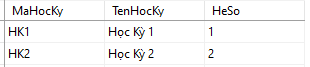 MaHocKy TenHocKy HeSo
HK1 Học Kỳ 1 1
HK2 Học Kỳ 2 2